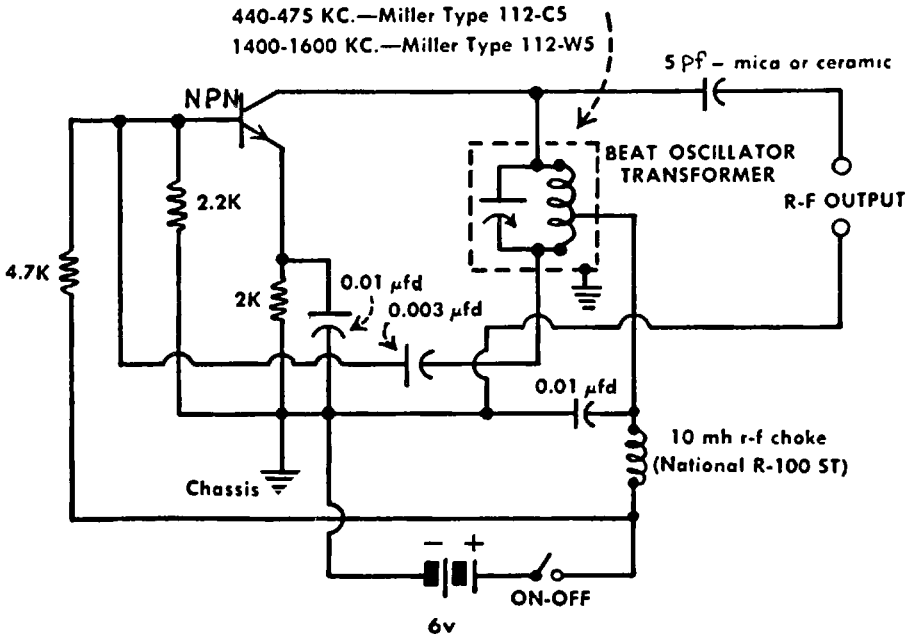 440-475 KC.—Miller Type 112-C5
1400-1600 KC.—Miller Type 112-W5
5 pf – mica or ceramic
NPN
BEAT OSCILLATOR
TRANSFORMER
R-F OUTPUT
2.2K
4.7K
2K
0.01 μfd
0.003 μfd
0.01 μfd
10 mh r-f choke
(National R-100 ST)
Chassis
- +
ON-OFF
6v